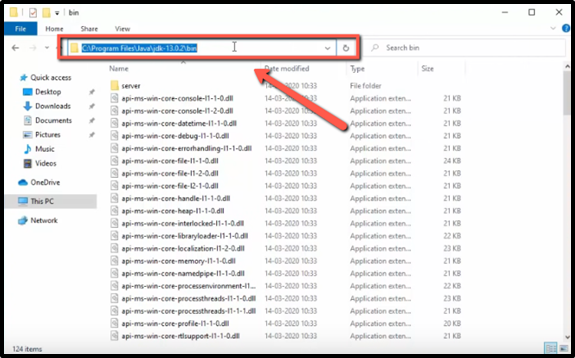 bin
File Home Share View
C:\Program Files\Java\jdk-13.0.2\bin
Search bin
Name Date modified Type Size
Quick access
Desktop
Downloads
Documents
Pictures
Music
Videos
OneDrive
This PC
Network
server 14-03-2020 10:33 File folder
api-ms-win-core-console-l1-1-0.dll 14-03-2020 10:33 Application exten... 21 KB
api-ms-win-core-console-l1-2-0.dll 14-03-2020 10:33 Application exten... 21 KB
api-ms-win-core-datetime-l1-1-0.dll 14-03-2020 10:33 Application exten... 21 KB
api-ms-win-core-debug-l1-1-0.dll 14-03-2020 10:33 Application exten... 21 KB
api-ms-win-core-errorhandling-l1-1-0.dll 14-03-2020 10:33 Application exten... 21 KB
api-ms-win-core-file-l1-1-0.dll 14-03-2020 10:33 Application exten... 24 KB
api-ms-win-core-file-l1-2-0.dll 14-03-2020 10:33 Application exten... 21 KB
api-ms-win-core-file-l2-1-0.dll 14-03-2020 10:33 Application exten... 21 KB
api-ms-win-core-handle-l1-1-0.dll 14-03-2020 10:33 Application exten... 21 KB
api-ms-win-core-heap-l1-1-0.dll 14-03-2020 10:33 Application exten... 21 KB
api-ms-win-core-interlocked-l1-1-0.dll 14-03-2020 10:33 Application exten... 21 KB
api-ms-win-core-libraryloader-l1-1-0.dll 14-03-2020 10:33 Application exten... 22 KB
api-ms-win-core-localization-l1-2-0.dll 14-03-2020 10:33 Application exten... 23 KB
api-ms-win-core-memory-l1-1-0.dll 14-03-2020 10:33 Application exten... 21 KB
api-ms-win-core-namedpipe-l1-1-0.dll 14-03-2020 10:33 Application exten... 21 KB
api-ms-win-core-processenvironment-l1-... 14-03-2020 10:33 Application exten... 22 KB
api-ms-win-core-processthreads-l1-1-0.dll 14-03-2020 10:33 Application exten... 23 KB
api-ms-win-core-processthreads-l1-1-1.dll 14-03-2020 10:33 Application exten... 21 KB
api-ms-win-core-profile-l1-1-0.dll 14-03-2020 10:33 Application exten... 20 KB
api-ms-win-core-rtlsupport-l1-1-0.dll 14-03-2020 10:33 Application exten... 21 KB
124 items